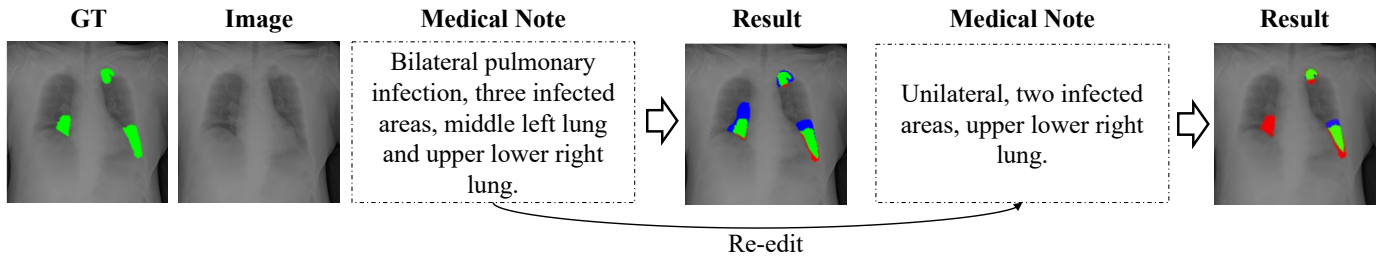 GT
Image
Medical Note
Result
Medical Note
Result
Bilateral pulmonary
infection, three infected
areas, middle left lung
and upper lower right
lung.
Unilateral, two infected
areas, upper lower right
lung.
Re-edit